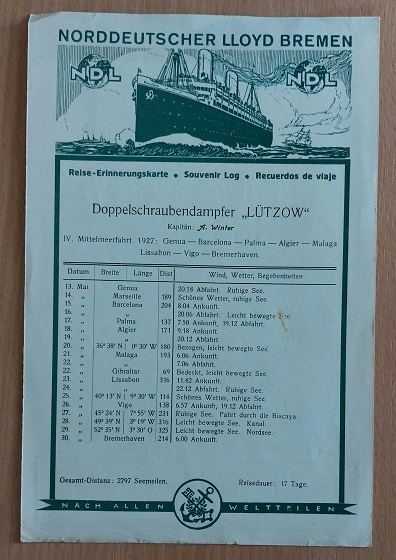 NORDDEUTSCHER LLOYD BREMEN
NDL NDL
Reise-Erinnerungskarte • Souvenir Log • Recuerdos de viaje
Doppelschraubendampfer „LÜTZOW“
Kapitän: A. Winter
IV. Mittelmeerfahrt 1927: Genua — Barcelona — Palma — Algier — Malaga
Lissabon — Vigo — Bremerhaven.
Datum Breite Länge Dist Wind, Wetter, Begebenheiten
13. Mai Genua 20.18 Abfahrt. Ruhige See.
14. „ Marseille 189 Schönes Wetter, ruhige See.
15. „ Barcelona 204 8.04 Ankunft.
16. „ „ 20.06 Abfahrt. Leicht bewegte See.
17. „ Palma 137 7.50 Ankunft, 19.12 Abfahrt.
18. „ Algier 171 9.18 Ankunft.
19. „ „ 20.12 Abfahrt.
20. „ 36° 38' N 0° 30' W 180 Bezogen, leicht bewegte See.
21. „ Malaga 193 6.06 Ankunft.
22. „ 7.06 Abfahrt.
22. „ Gibraltar 69 Bedeckt, leicht bewegte See.
23. „ Lissabon 316 11.42 Ankunft.
24. „ 22.12 Abfahrt. Ruhige See.
25. „ 40° 13' N 9° 30' W 114 Schönes Wetter, ruhige See.
26. „ Vigo 138 6.57 Ankunft, 19.12 Abfahrt.
27. „ 45° 24' N 7° 55' W 231 Ruhige See. Fahrt durch die Biscaya.
28. „ 49° 39' N 3° 19' W 316 Leicht bewegte See. Kanal.
29. „ 52° 35' N 3° 30' O 325 Leicht bewegte See. Nordsee.
30. „ Bremerhaven 214 6.00 Ankunft.
Gesamt-Distanz: 2797 Seemeilen. Reisedauer: 17 Tage.
NACH ALLEN WELTTEILEN